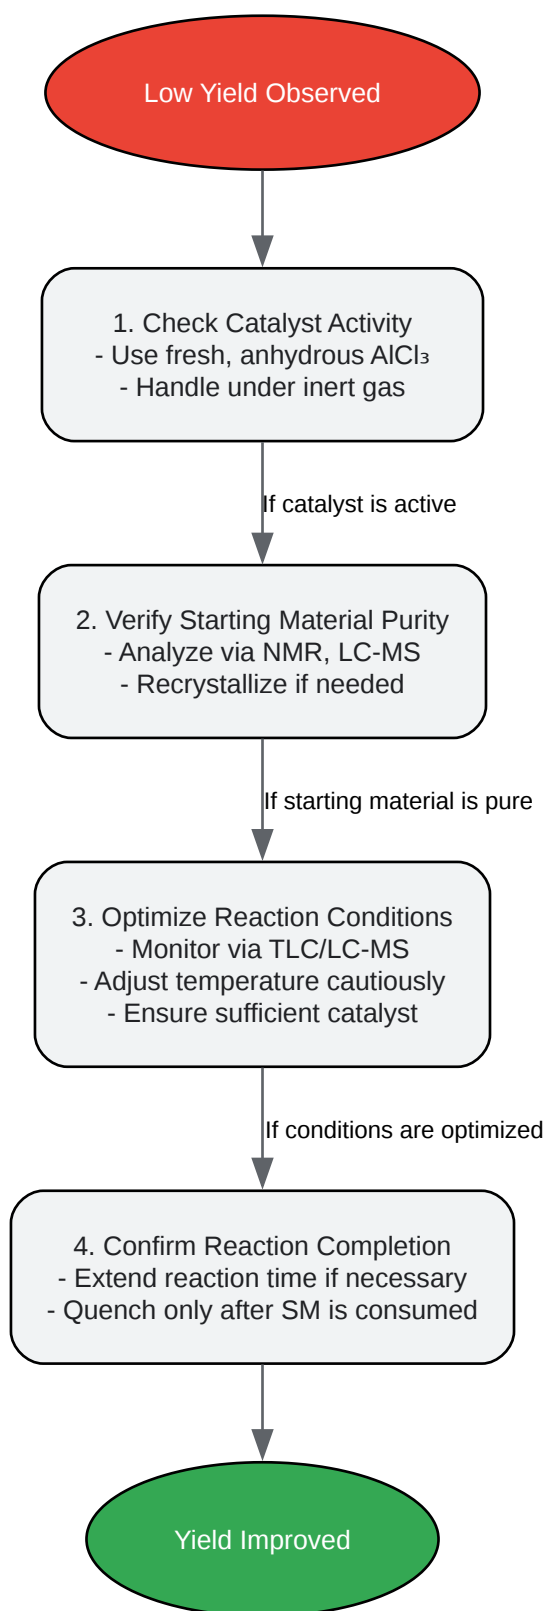 Low Yield Observed
1. Check Catalyst Activity
- Use fresh, anhydrous AlCl₃
- Handle under inert gas
If catalyst is active
2. Verify Starting Material Purity
- Analyze via NMR, LC-MS
- Recrystallize if needed
If starting material is pure
3. Optimize Reaction Conditions
- Monitor via TLC/LC-MS
- Adjust temperature cautiously
- Ensure sufficient catalyst
If conditions are optimized
4. Confirm Reaction Completion
- Extend reaction time if necessary
- Quench only after SM is consumed
Yield Improved